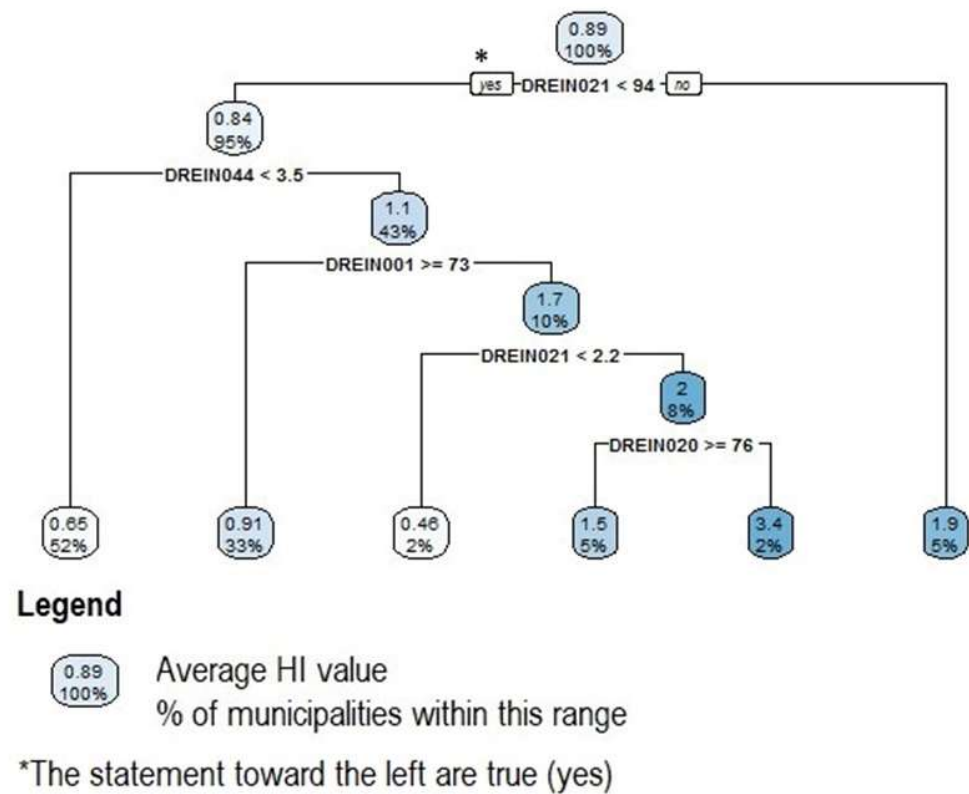 0.89
100%
*
yes DREIN021 < 94 no
0.84
95%
DREIN044 < 3.5
1.1
43%
DREIN001 >= 73
1.7
10%
DREIN021 < 2.2
2
8%
DREIN020 >= 76
0.65
52%
0.91
33%
0.46
2%
1.5
5%
3.4
2%
1.9
5%
Legend
0.89
100%
Average HI value
% of municipalities within this range
*The statement toward the left are true (yes)